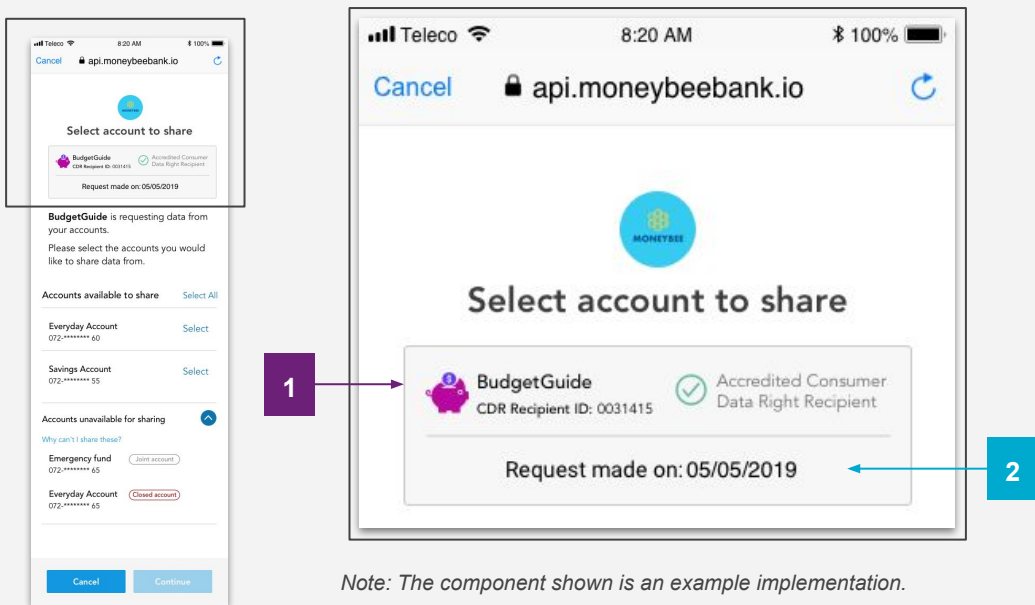 Teleco 8:20 AM 100%
Cancel api.moneybeebank.io
MONEYBEE
Select account to share
BudgetGuide
CDR Recipient ID: 0031415
Accredited Consumer
Data Right Recipient
Request made on: 05/05/2019
BudgetGuide is requesting data from
your accounts.
Please select the accounts you would
like to share data from.
Accounts available to share Select All
Everyday Account Select
072-******** 60
Savings Account Select
072-******** 55
Accounts unavailable for sharing
Why can't I share these?
Emergency fund Joint account
072-******** 65
Everyday Account Closed account
072-******** 65
Cancel Continue
Teleco 8:20 AM 100%
Cancel api.moneybeebank.io
MONEYBEE
Select account to share
1
BudgetGuide
CDR Recipient ID: 0031415
Accredited Consumer
Data Right Recipient
Request made on: 05/05/2019
2
Note: The component shown is an example implementation.